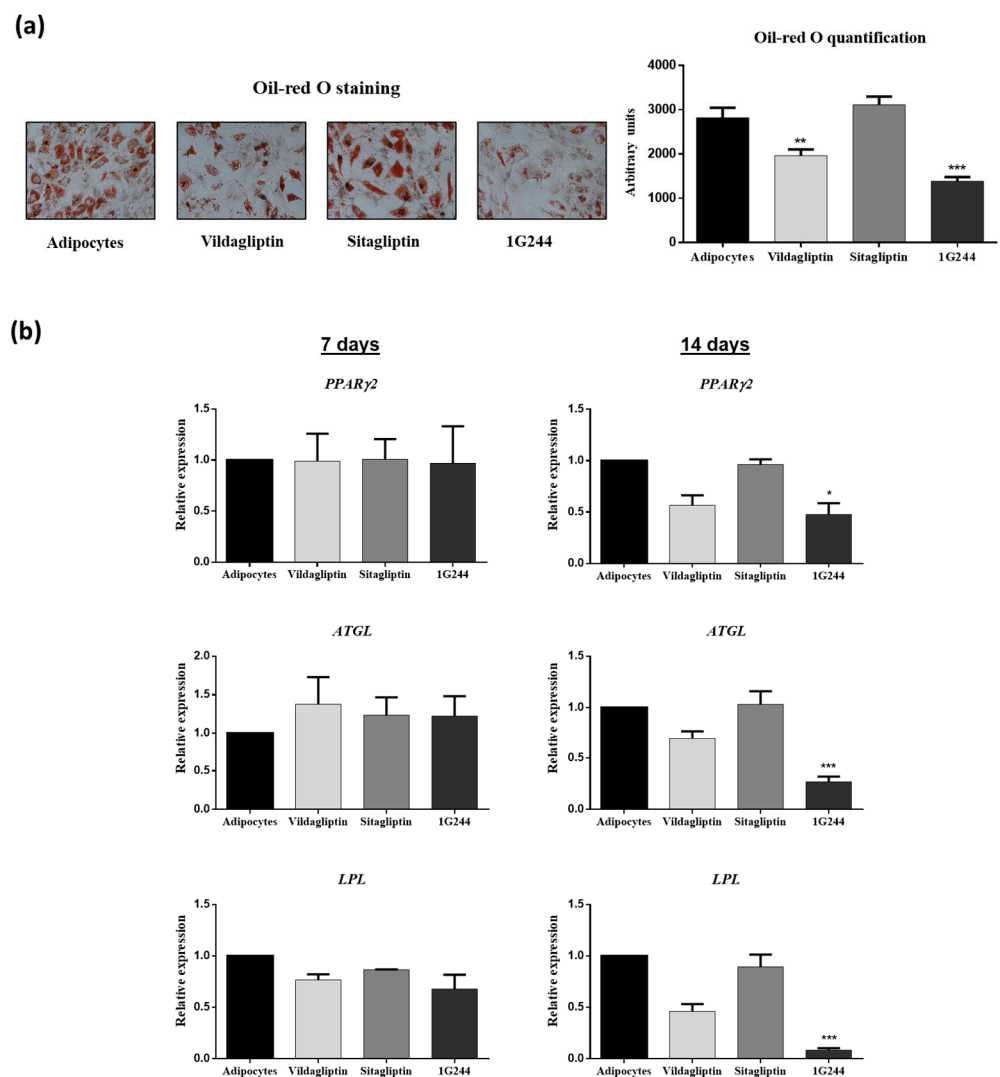 (a)
Oil-red O staining
Adipocytes Vildagliptin Sitagliptin 1G244
Oil-red O quantification
Arbitrary units
4000
3000
2000
1000
0
** ***
Adipocytes Vildagliptin Sitagliptin 1G244
(b)
7 days 14 days
PPARγ2
Relative expression
1.5
1.0
0.5
0.0
Adipocytes Vildagliptin Sitagliptin 1G244
PPARγ2
Relative expression
1.5
1.0
0.5
0.0
*
Adipocytes Vildagliptin Sitagliptin 1G244
ATGL
Relative expression
2.0
1.5
1.0
0.5
0.0
Adipocytes Vildagliptin Sitagliptin 1G244
ATGL
Relative expression
1.5
1.0
0.5
0.0
***
Adipocytes Vildagliptin Sitagliptin 1G244
LPL
Relative expression
1.5
1.0
0.5
0.0
Adipocytes Vildagliptin Sitagliptin 1G244
LPL
Relative expression
1.5
1.0
0.5
0.0
***
Adipocytes Vildagliptin Sitagliptin 1G244